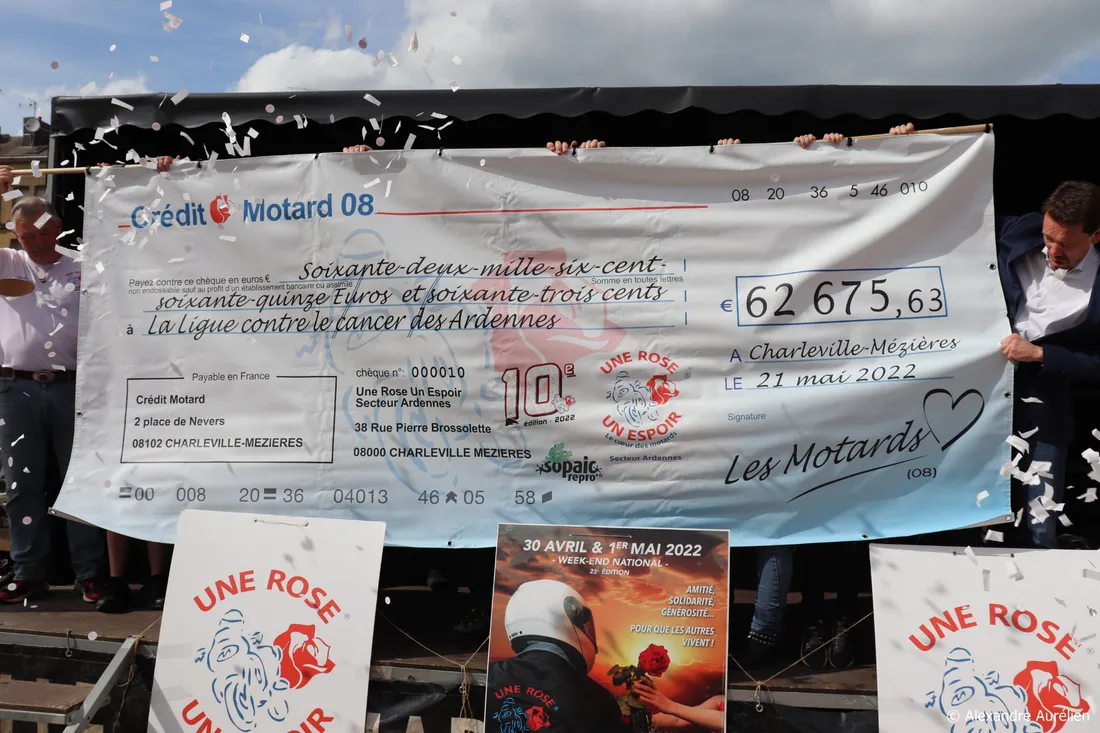 Crédit Motard 08
08 20 36 5 46 010
Payez contre ce chèque en euros €
non endossable sauf au profit d'un établissement bancaire ou assimilé
Soixante-deux-mille-six-cent-
Somme en toutes lettres
soixante-quinze Euros et soixante-trois cents
à La Ligue contre le cancer des Ardennes
€ 62 675,63
A Charleville-Mézières
LE 21 mai 2022
Payable en France
Crédit Motard
2 place de Nevers
08102 CHARLEVILLE-MEZIERES
chèque n°: 000010
Une Rose Un Espoir
Secteur Ardennes
38 Rue Pierre Brossolette
08000 CHARLEVILLE MEZIERES
10e
édition 2022
UNE ROSE
UN ESPOIR
Le coeur des motards
Secteur Ardennes
sopaic
repro
Signature:
Les Motards
(08)
00 008 20 36 04013 46 05 58
UNE ROSE
UN ESPOIR
30 AVRIL & 1ER MAI 2022
- WEEK-END NATIONAL -
25e ÉDITION
AMITIÉ,
SOLIDARITÉ,
GÉNÉROSITÉ...
POUR QUE LES AUTRES
VIVENT !
UNE ROSE
UNE ROSE
UN
© Alexandre Aurélien